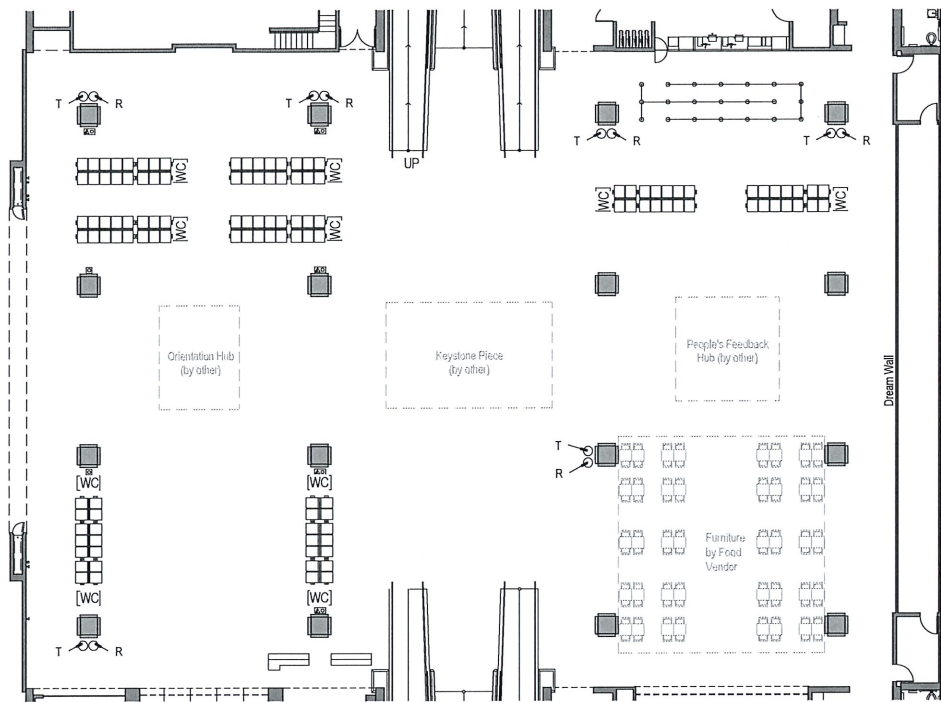 T R
T R
T R
T R
UP
[WC]
[WC]
[WC]
[WC]
[WC]
[WC]
Orientation Hub
(by other)
Keystone Piece
(by other)
People's Feedback
Hub (by other)
Dream Wall
T
R
[WC]
[WC]
Furniture
by Food
Vendor
[WC]
[WC]
T R